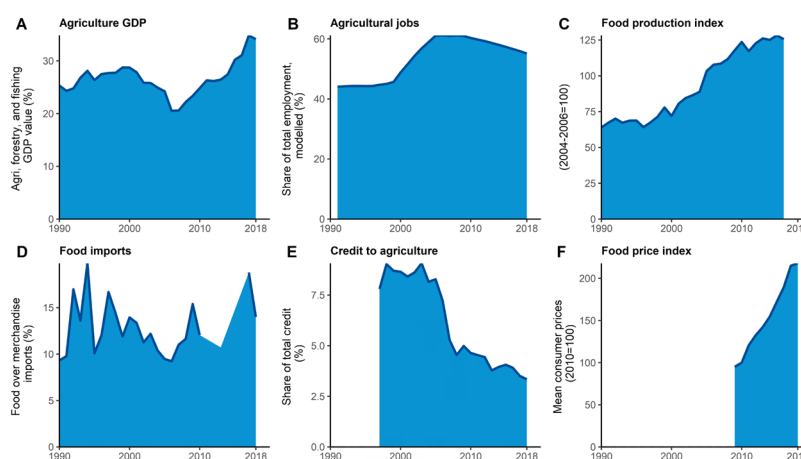 A Agriculture GDP
Agri, forestry, and fishing
GDP value (%)
30
20
10
0
1990 2000 2010 2018
B Agricultural jobs
Share of total employment,
modelled (%)
60
40
20
0
1990 2000 2010 2018
C Food production index
(2004-2006=100)
125
100
75
50
25
0
1990 2000 2010 201
D Food imports
Food over merchandise
imports (%)
15
10
5
0
1990 2000 2010 2018
E Credit to agriculture
Share of total credit
(%)
7.5
5.0
2.5
0.0
1990 2000 2010 2018
F Food price index
Mean consumer prices
(2010=100)
200
150
100
50
0
1990 2000 2010 201